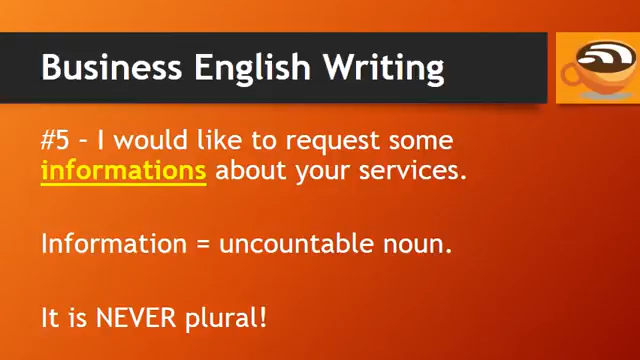 Business English Writing
#5 – I would like to request some
informations about your services.
Information = uncountable noun.
It is NEVER plural!